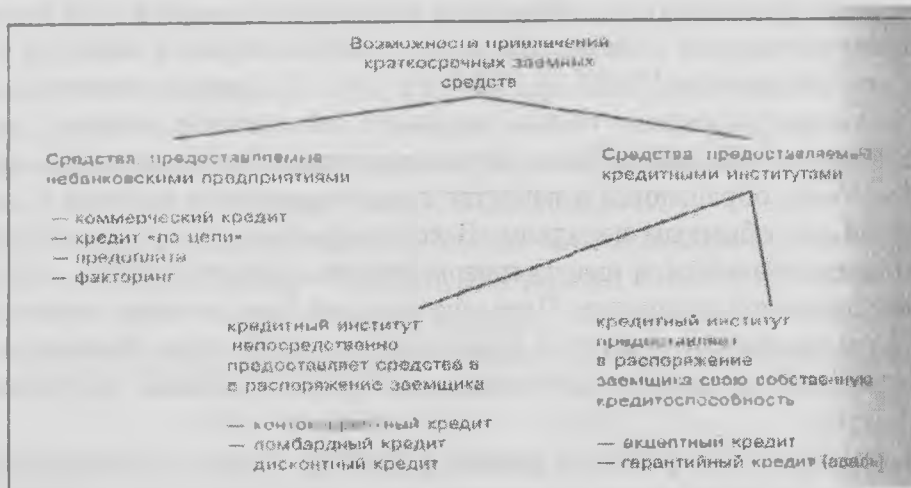 Возможности привлечений
краткосрочных заемных
средств
Средства предоставляемые
небанковскими предприятиями
— коммерческий кредит
— кредит «по цепи»
— предоплата
— факторинг
Средства предоставляемые
кредитными институтами
кредитный институт
непосредственно
предоставляет средства в
в распоряжение заемщика
— кредит
— ломбардный кредит
дисконтный кредит
кредитный институт
предоставляет
в распоряжение
заемщика свою собственную
кредитоспособность
— акцептный кредит
— гарантийный кредит (аваль)